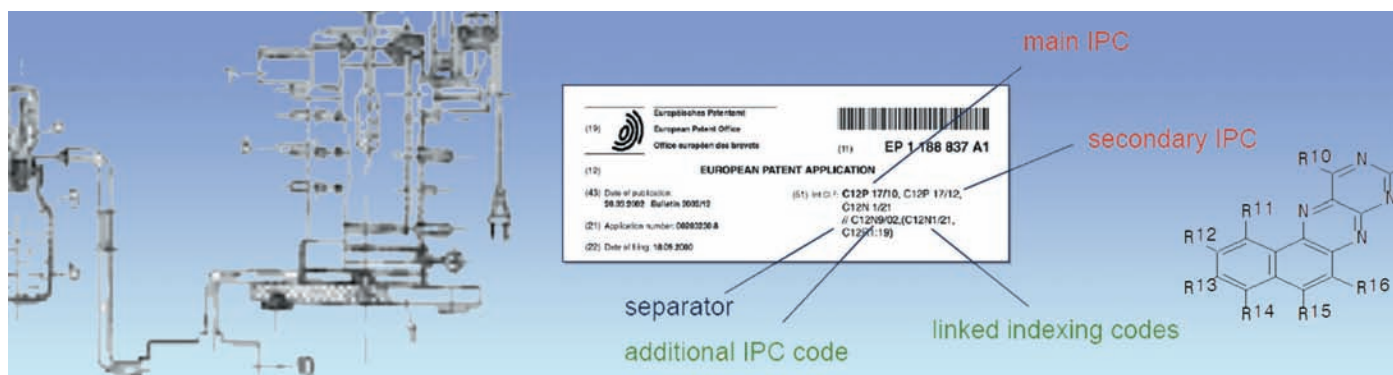 main IPC
(19)
Europäisches Patentamt
European Patent Office
Office européen des brevets
(11) EP 1 188 837 A1
(12) EUROPEAN PATENT APPLICATION
(43) Date of publication:
Bulletin
(51) Int Cl.7: C12P 17/10, C12P 17/12,
C12N 1/21
// C12N9/02,(C12N1/21,
(21) Application number:
(22) Date of filing:
secondary IPC
separator
additional IPC code
linked indexing codes
R10
N
N
N
N
R11
R12
R13
R14
R15
R16